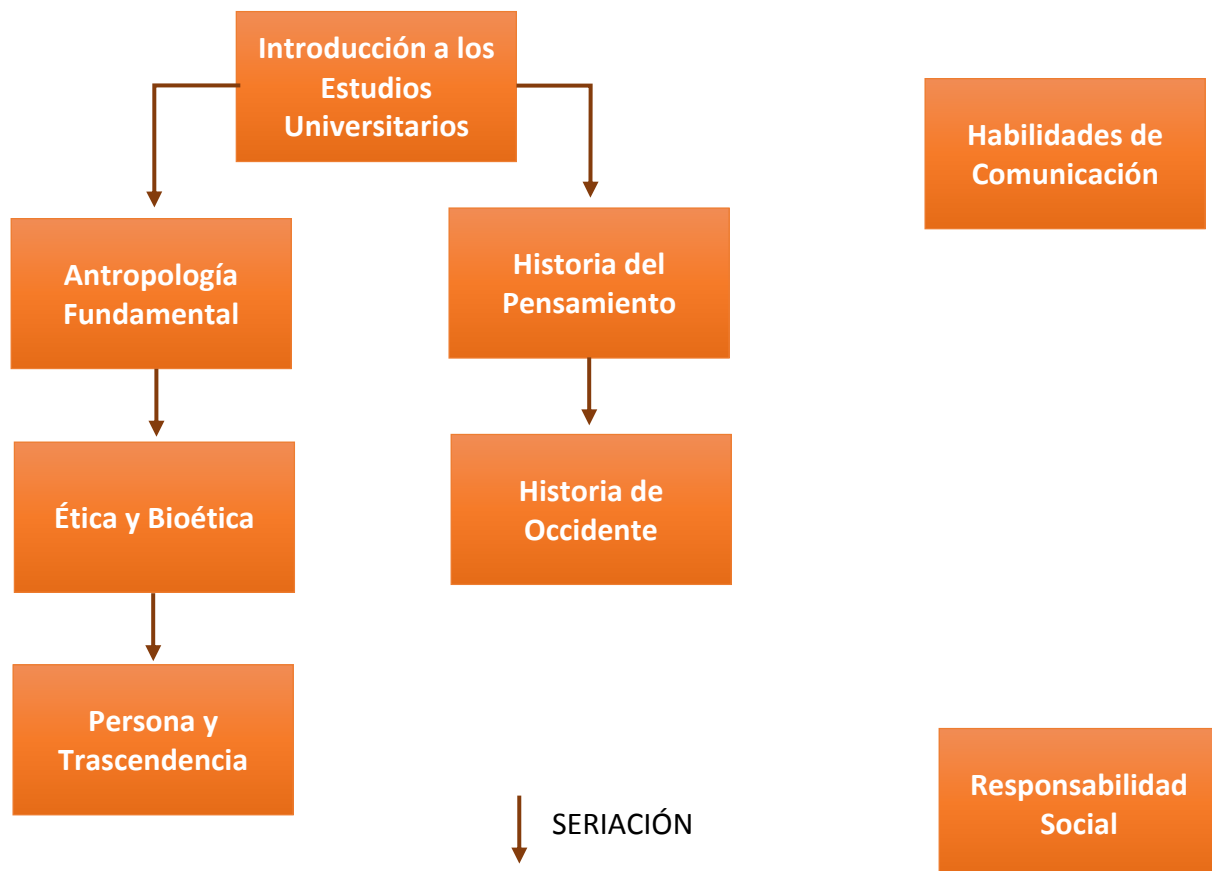 Introducción a los
Estudios
Universitarios
Habilidades de
Comunicación
Antropología
Fundamental
Historia del
Pensamiento
Ética y Bioética
Historia de
Occidente
Persona y
Trascendencia
Responsabilidad
Social
SERIACIÓN